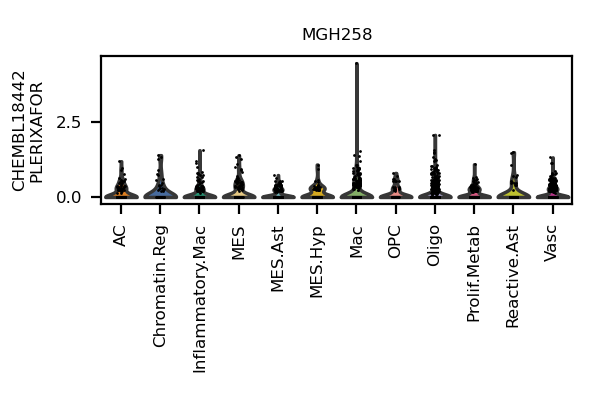 MGH258
CHEMBL18442
PLERIXAFOR
2.5
0.0
AC
Chromatin.Reg
Inflammatory.Mac
MES
MES.Ast
MES.Hyp
Mac
OPC
Oligo
Prolif.Metab
Reactive.Ast
Vasc